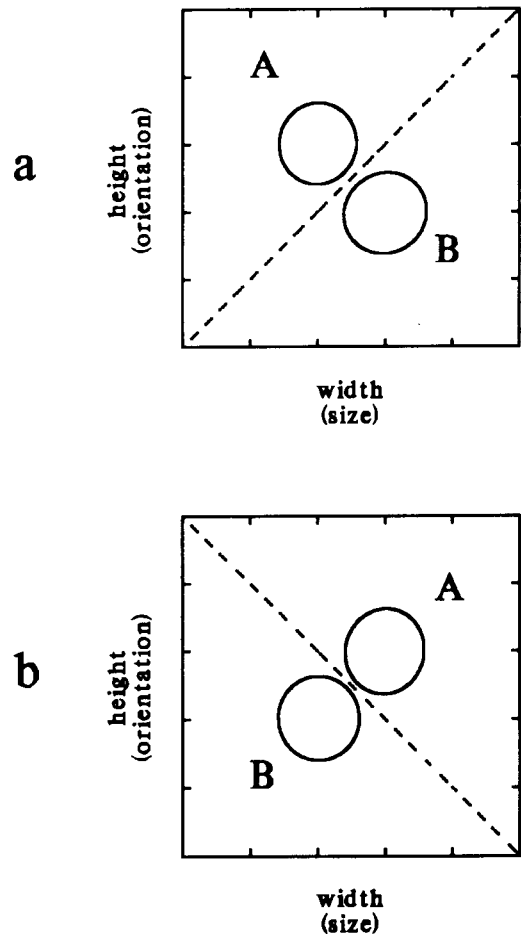 a
A
B
height
(orientation)
width
(size)
b
A
B
height
(orientation)
width
(size)